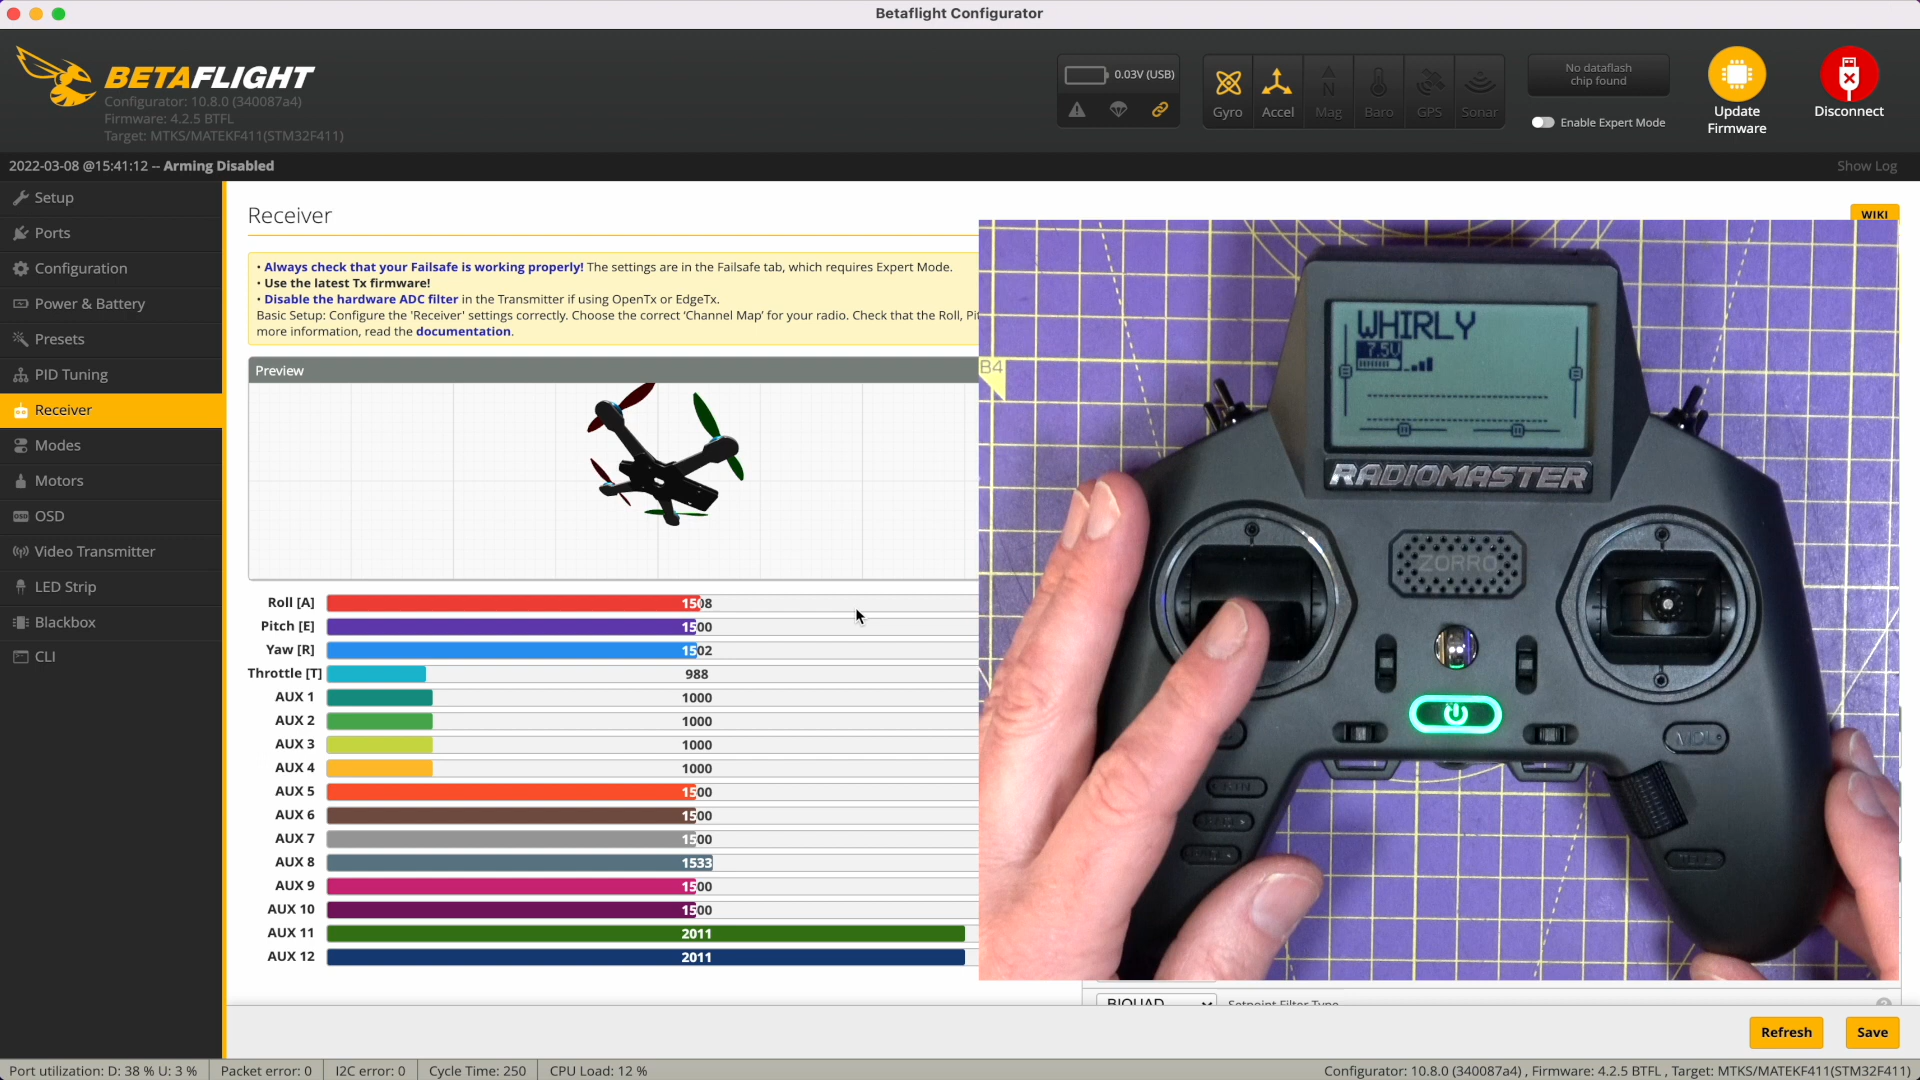 Betaflight Configurator
BETAFLIGHT
Configurator: 10.8.0 (340087a4)
Firmware: 4.2.5 BTFL
Target: MTKS/MATEKF411(STM32F411)
0.03V (USB)
Gyro
Accel
Mag
Baro
GPS
Sonar
No dataflash
chip found
Enable Expert Mode
Update
Firmware
Disconnect
2022-03-08 @15:41:12 -- Arming Disabled
Show Log
Setup
Ports
Configuration
Power & Battery
Presets
PID Tuning
Receiver
Modes
Motors
OSD
Video Transmitter
LED Strip
Blackbox
CLI
Receiver
WIKI
• Always check that your Failsafe is working properly! The settings are in the Failsafe tab, which requires Expert Mode.
• Use the latest Tx firmware!
• Disable the hardware ADC filter in the Transmitter if using OpenTx or EdgeTx.
Basic Setup: Configure the 'Receiver' settings correctly. Choose the correct 'Channel Map' for your radio. Check that the Roll, Pi
more information, read the documentation.
Preview
Roll [A] 1508
Pitch [E] 1500
Yaw [R] 1502
Throttle [T] 988
AUX 1 1000
AUX 2 1000
AUX 3 1000
AUX 4 1000
AUX 5 1500
AUX 6 1500
AUX 7 1500
AUX 8 1533
AUX 9 1500
AUX 10 1500
AUX 11 2011
AUX 12 2011
B4
WHIRLY
7.5V
RADIOMASTER
ZORRO
MDL
RTN
TELE
BIQUAD
Setpoint Filter Type
Refresh
Save
Port utilization: D: 38 % U: 3 %
Packet error: 0
I2C error: 0
Cycle Time: 250
CPU Load: 12 %
Configurator: 10.8.0 (340087a4) , Firmware: 4.2.5 BTFL , Target: MTKS/MATEKF411(STM32F411)